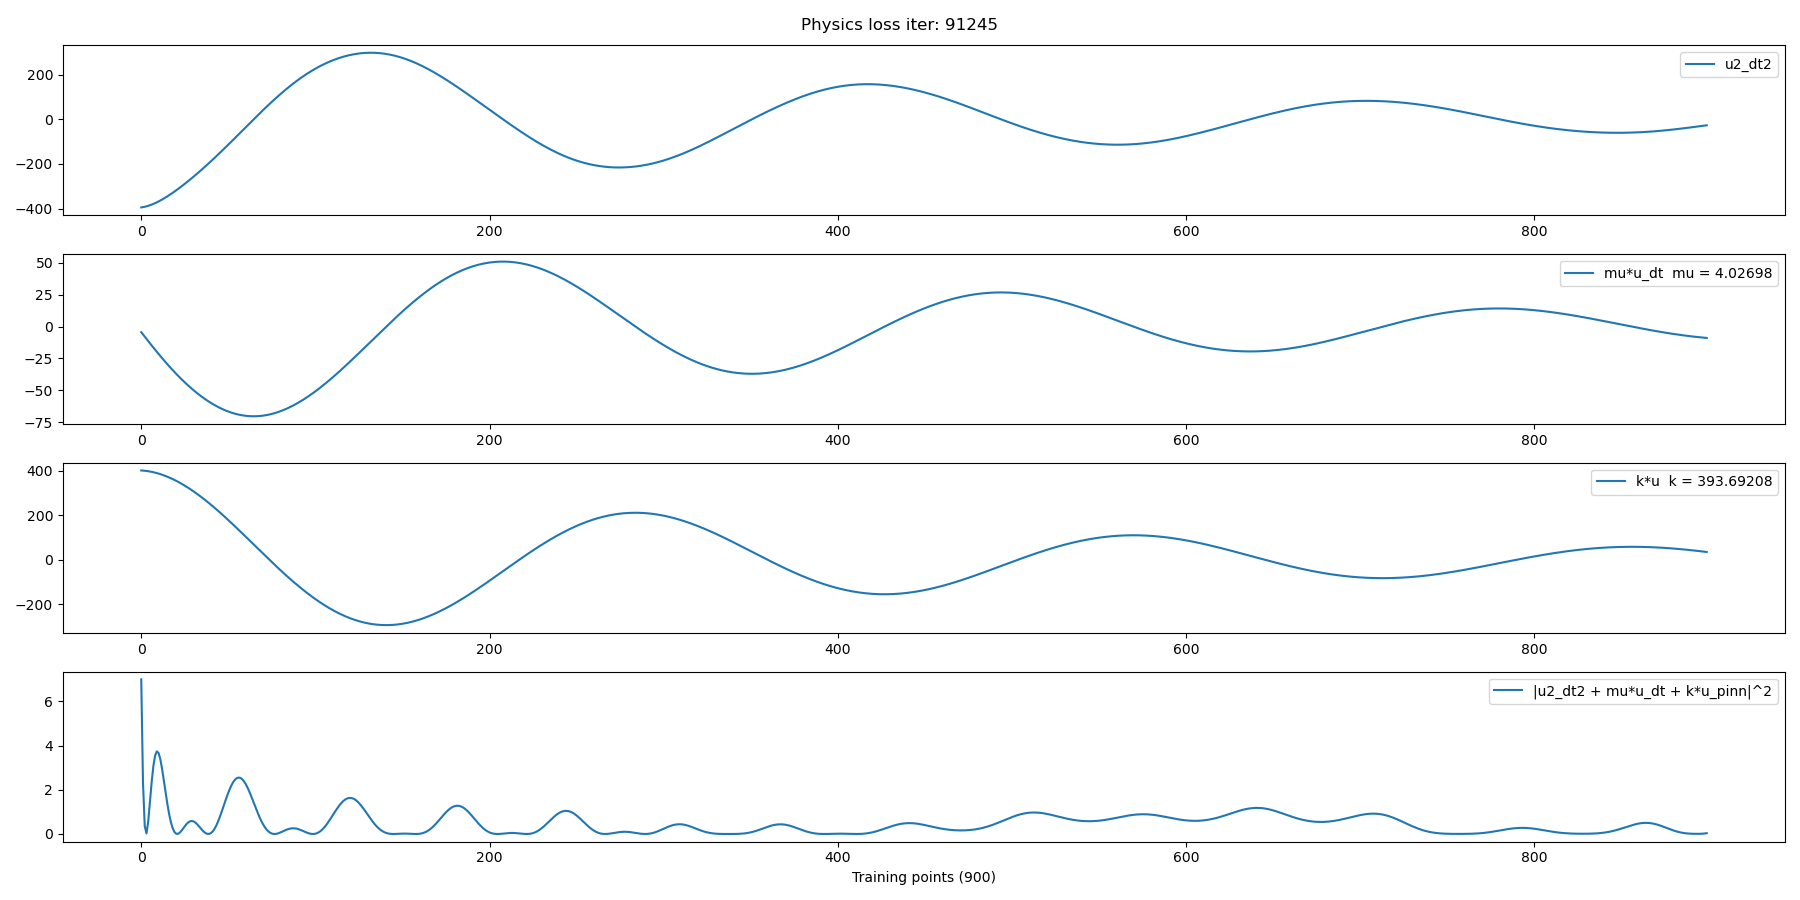 Physics loss iter: 91245
u2_dt2
200
0
−200
−400
0 200 400 600 800
mu*u_dt  mu = 4.02698
50
25
0
−25
−50
−75
0 200 400 600 800
k*u  k = 393.69208
400
200
0
−200
0 200 400 600 800
|u2_dt2 + mu*u_dt + k*u_pinn|^2
6
4
2
0
0 200 400 600 800
Training points (900)